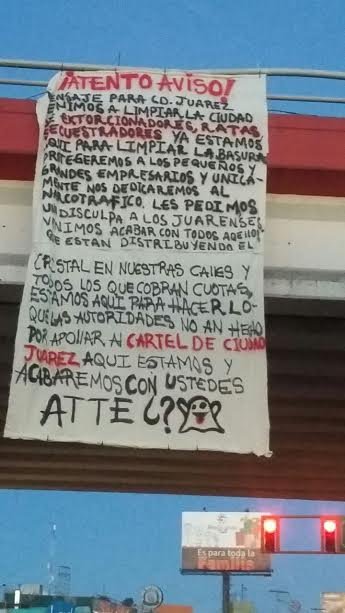 ¡ATENTO AVISO!
MENSAJE PARA CD. JUAREZ
VENIMOS A LIMPIAR LA CIUDAD
DE EXTORCIONADORES, RATAS
SECUESTRADORES YA ESTAMOS
AQUI PARA LIMPIAR LA BASURA
PROTEGEREMOS A LOS PEQUEÑOS Y
GRANDES EMPRESARIOS Y UNICA-
MENTE NOS DEDICAREMOS AL
NARCOTRAFICO. LES PEDIMOS
UN DISCULPA A LOS JUARENSES
VINIMOS ACABAR CON TODOS AQELLOS
QUE ESTAN DISTRIBUYENDO EL
CRISTAL EN NUESTRAS CALLES Y
TODOS LOS QUE COBRAN CUOTAS,
ESTAMOS AQUI PARA HACER LO-
QUE LAS AUTORIDADES NO AN HECHO
POR APOLLAR AL CARTEL DE CIUDAD
JUAREZ AQUI ESTAMOS Y
ACABAREMOS CON USTEDES
ATTE ¿?
Es para toda la
Familia